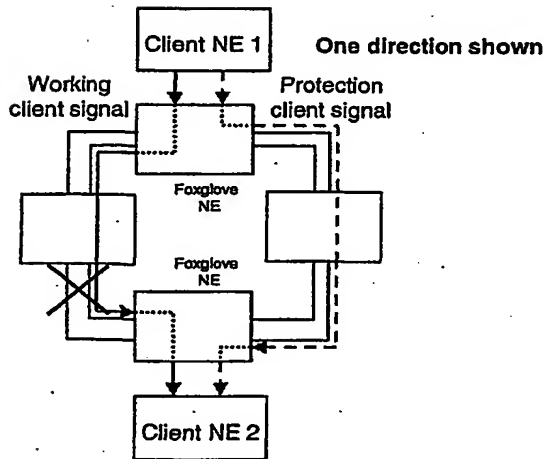 Client NE 1
One direction shown
Working
client signal
Protection
client signal
Foxglove
NE
Foxglove
NE
Client NE 2